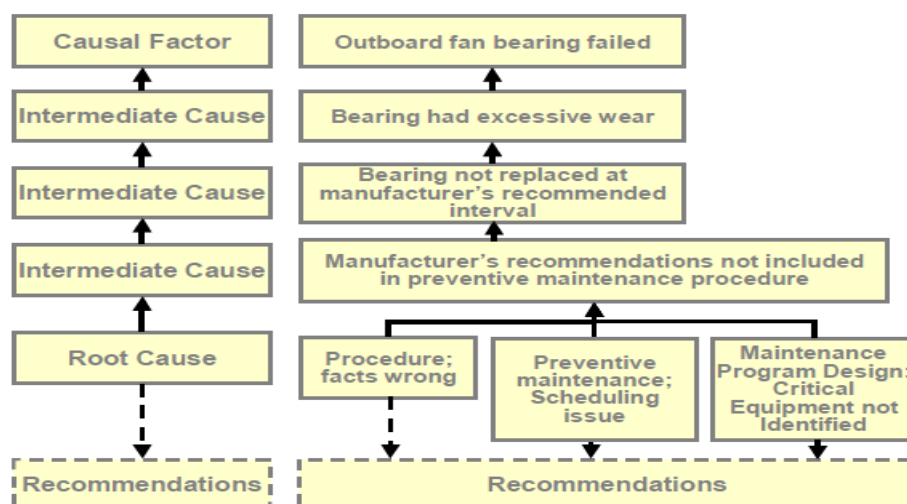 Causal Factor
Outboard fan bearing failed
Intermediate Cause
Bearing had excessive wear
Intermediate Cause
Bearing not replaced at
manufacturer's recommended
interval
Intermediate Cause
Manufacturer's recommendations not included
in preventive maintenance procedure
Root Cause
Procedure;
facts wrong
Preventive
maintenance;
Scheduling
issue
Maintenance
Program Design:
Critical
Equipment not
Identified
Recommendations
Recommendations